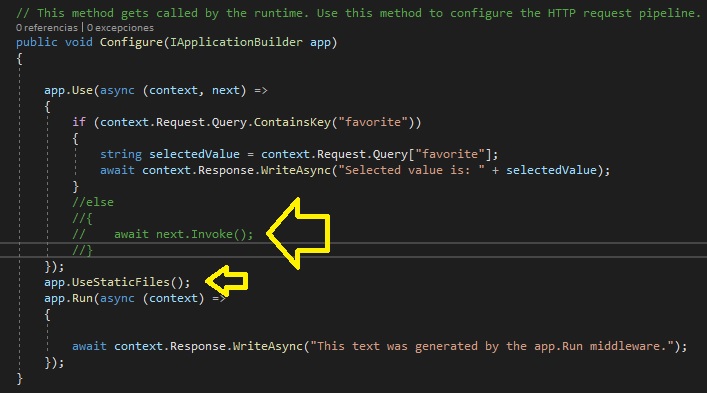 // This method gets called by the runtime. Use this method to configure the HTTP request pipeline.
0 referencias | 0 excepciones
public void Configure(IApplicationBuilder app)
{
app.Use(async (context, next) =>
{
if (context.Request.Query.ContainsKey("favorite"))
{
string selectedValue = context.Request.Query["favorite"];
await context.Response.WriteAsync("Selected value is: " + selectedValue);
}
//else
//{
//    await next.Invoke();
//}
});
app.UseStaticFiles();
app.Run(async (context) =>
{
await context.Response.WriteAsync("This text was generated by the app.Run middleware.");
});
}